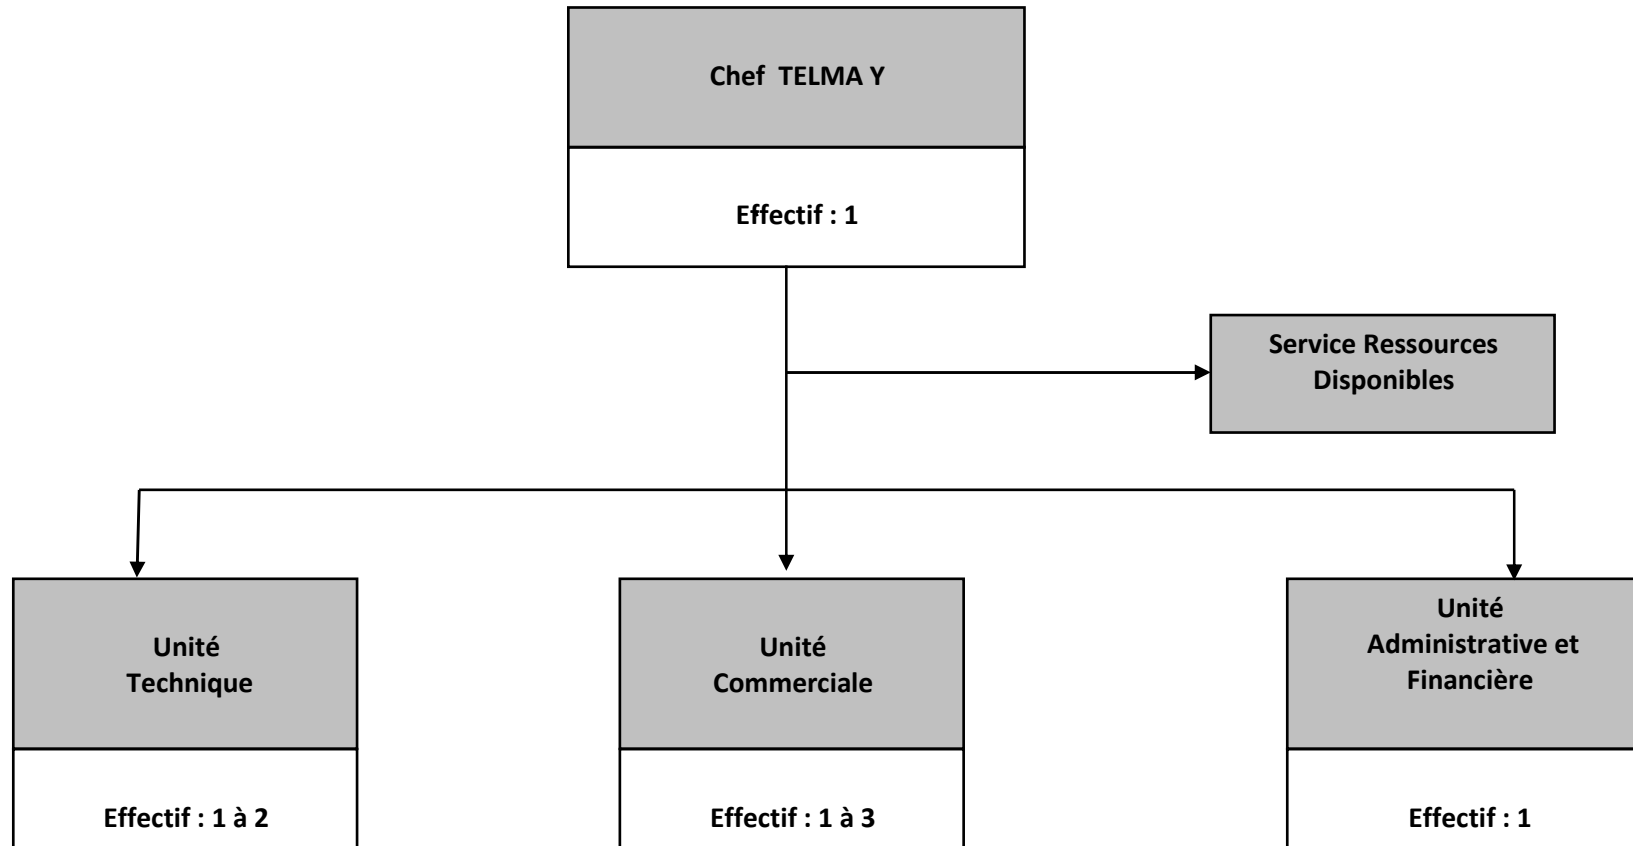 Chef TELMA Y
Effectif : 1
Service Ressources
Disponibles
Unité
Technique
Effectif : 1 à 2
Unité
Commerciale
Effectif : 1 à 3
Unité
Administrative et
Financière
Effectif : 1